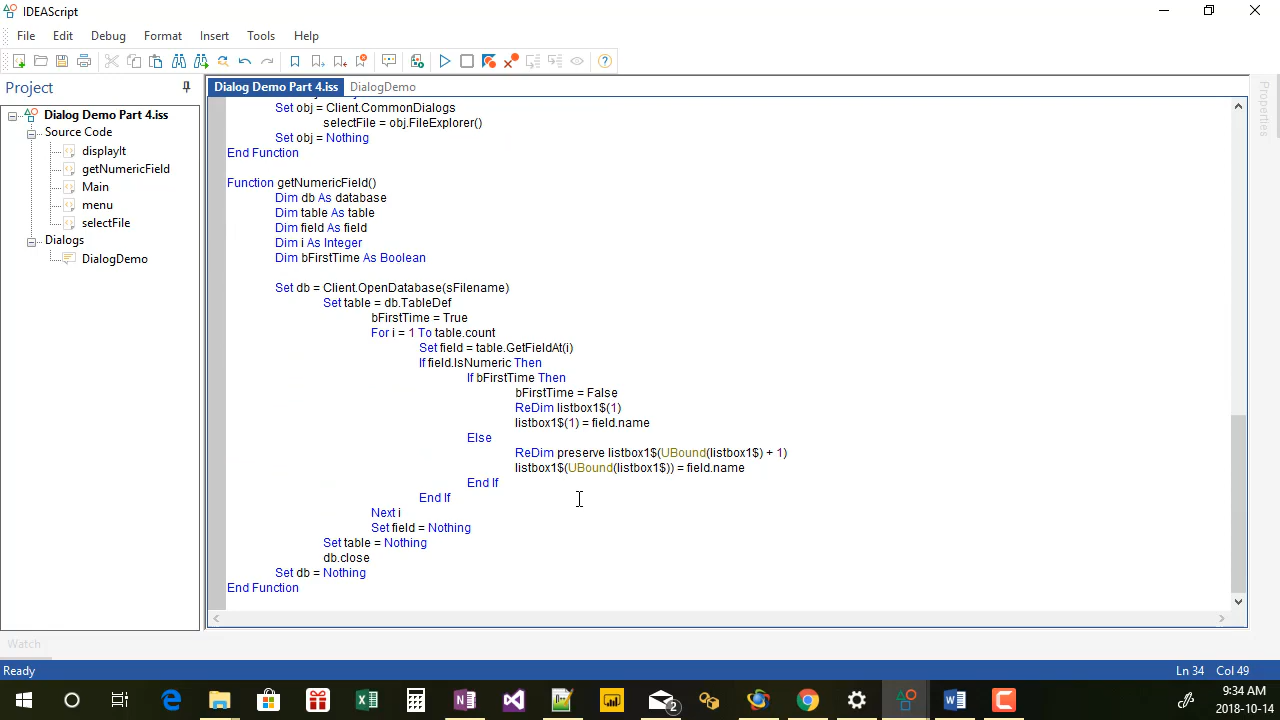 IDEAScript
File Edit Debug Format Insert Tools Help
Project
Dialog Demo Part 4.iss DialogDemo
Dialog Demo Part 4.iss
Source Code
displayIt
getNumericField
Main
menu
selectFile
Dialogs
DialogDemo
Set obj = Client.CommonDialogs
selectFile = obj.FileExplorer()
Set obj = Nothing
End Function
Function getNumericField()
Dim db As database
Dim table As table
Dim field As field
Dim i As Integer
Dim bFirstTime As Boolean
Set db = Client.OpenDatabase(sFilename)
Set table = db.TableDef
bFirstTime = True
For i = 1 To table.count
Set field = table.GetFieldAt(i)
If field.IsNumeric Then
If bFirstTime Then
bFirstTime = False
ReDim listbox1$(1)
listbox1$(1) = field.name
Else
ReDim preserve listbox1$(UBound(listbox1$) + 1)
listbox1$(UBound(listbox1$)) = field.name
End If
End If
Next i
Set field = Nothing
Set table = Nothing
db.close
Set db = Nothing
End Function
Properties
Watch
Ready
Ln 34 Col 49
2
9:34 AM
2018-10-14